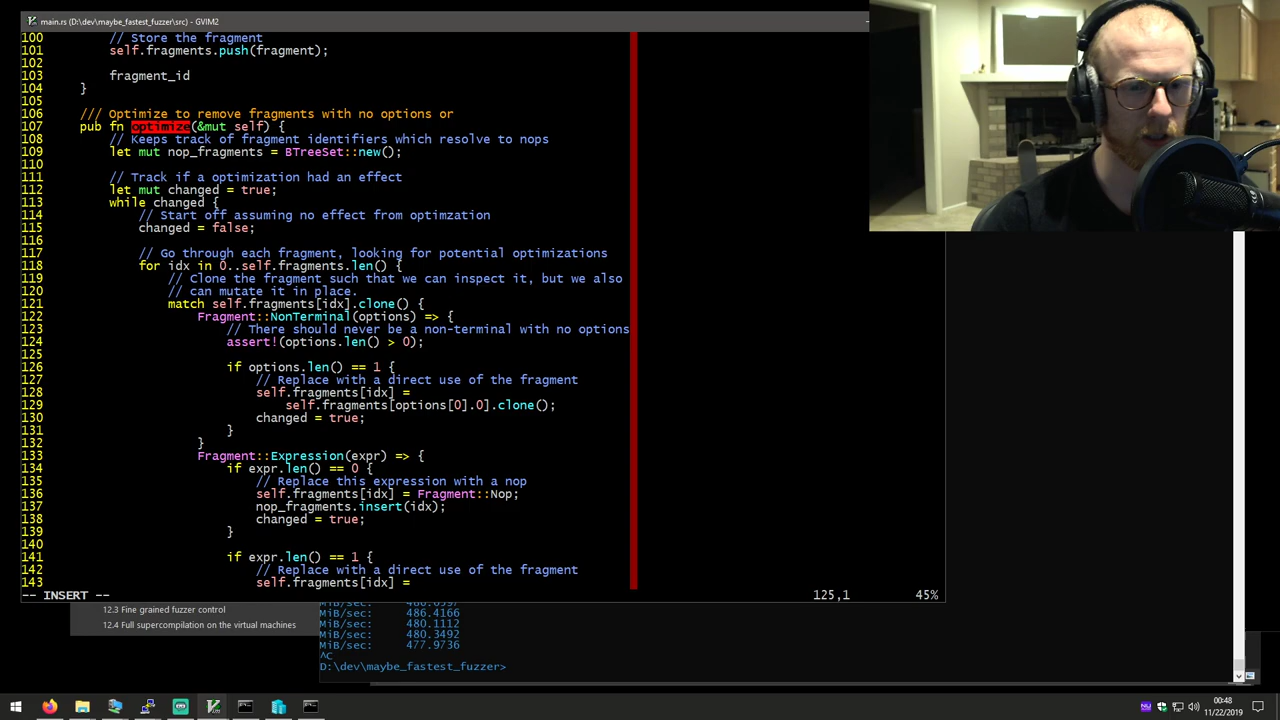 main.rs (D:\dev\maybe_fastest_fuzzer\src) - GVIM2
100 // Store the fragment
101 self.fragments.push(fragment);
102
103 fragment_id
104 }
105
106 /// Optimize to remove fragments with no options or
107 pub fn optimize(&mut self) {
108 // Keeps track of fragment identifiers which resolve to nops
109 let mut nop_fragments = BTreeSet::new();
110
111 // Track if a optimization had an effect
112 let mut changed = true;
113 while changed {
114 // Start off assuming no effect from optimzation
115 changed = false;
116
117 // Go through each fragment, looking for potential optimizations
118 for idx in 0..self.fragments.len() {
119 // Clone the fragment such that we can inspect it, but we also
120 // can mutate it in place.
121 match self.fragments[idx].clone() {
122 Fragment::NonTerminal(options) => {
123 // There should never be a non-terminal with no options
124 assert!(options.len() > 0);
125
126 if options.len() == 1 {
127 // Replace with a direct use of the fragment
128 self.fragments[idx] =
129 self.fragments[options[0].0].clone();
130 changed = true;
131 }
132 }
133 Fragment::Expression(expr) => {
134 if expr.len() == 0 {
135 // Replace this expression with a nop
136 self.fragments[idx] = Fragment::Nop;
137 nop_fragments.insert(idx);
138 changed = true;
139 }
140
141 if expr.len() == 1 {
142 // Replace with a direct use of the fragment
143 self.fragments[idx] =
-- INSERT -- 125,1 45%
12.3 Fine grained fuzzer control
12.4 Full supercompilation on the virtual machines
MiB/sec:
MiB/sec: 486.4166
MiB/sec: 480.1112
MiB/sec: 480.3492
MiB/sec: 477.9736
^C
D:\dev\maybe_fastest_fuzzer>
00:48
11/22/2019